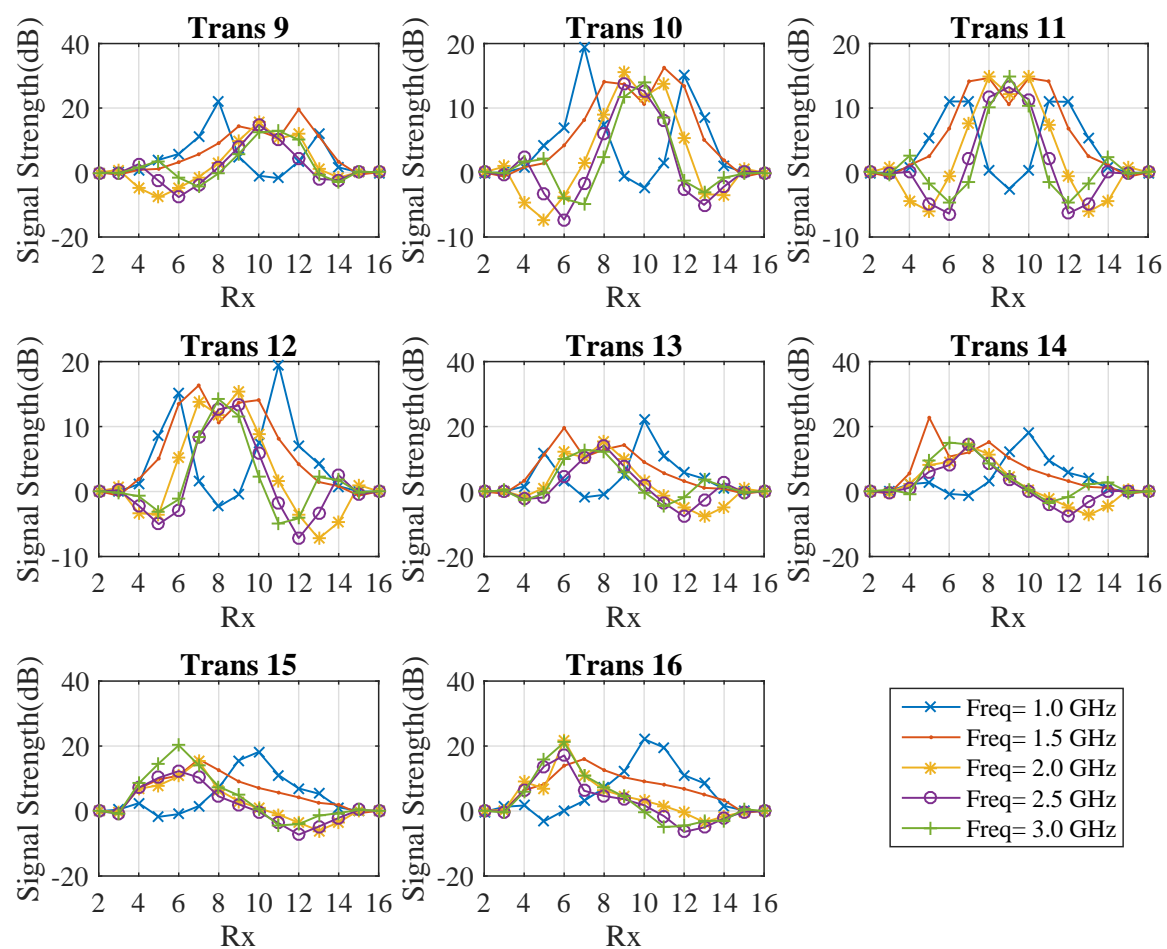 Trans 9
Signal Strength(dB)
40
20
0
-20
2 4 6 8 10 12 14 16
Rx
Trans 10
Signal Strength(dB)
20
10
0
-10
2 4 6 8 10 12 14 16
Rx
Trans 11
Signal Strength(dB)
20
10
0
-10
2 4 6 8 10 12 14 16
Rx
Trans 12
Signal Strength(dB)
20
10
0
-10
2 4 6 8 10 12 14 16
Rx
Trans 13
Signal Strength(dB)
40
20
0
-20
2 4 6 8 10 12 14 16
Rx
Trans 14
Signal Strength(dB)
40
20
0
-20
2 4 6 8 10 12 14 16
Rx
Trans 15
Signal Strength(dB)
40
20
0
-20
2 4 6 8 10 12 14 16
Rx
Trans 16
Signal Strength(dB)
40
20
0
-20
2 4 6 8 10 12 14 16
Rx
Freq= 1.0 GHz
Freq= 1.5 GHz
Freq= 2.0 GHz
Freq= 2.5 GHz
Freq= 3.0 GHz